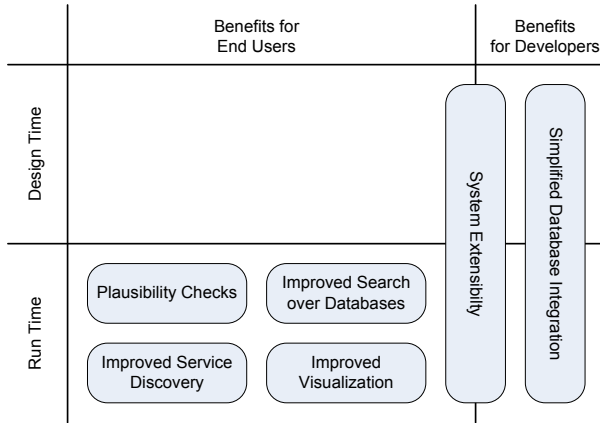 Benefits for
End Users
Benefits
for Developers
Design Time
Run Time
Plausibility Checks
Improved Search
over Databases
Improved Service
Discovery
Improved
Visualization
System Extensibilty
Simplified Database Integration